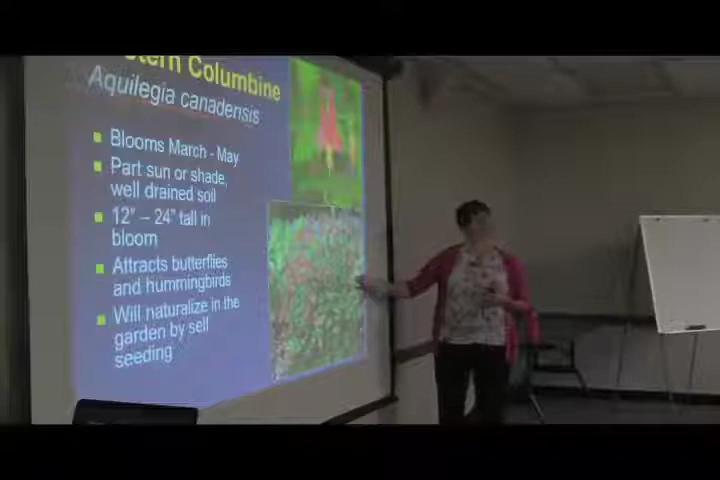 stern Columbine
Aquilegia canadensis
Blooms March - May
Part sun or shade,
well drained soil
12" – 24" tall in
bloom
Attracts butterflies
and hummingbirds
Will naturalize in the
garden by self
seeding